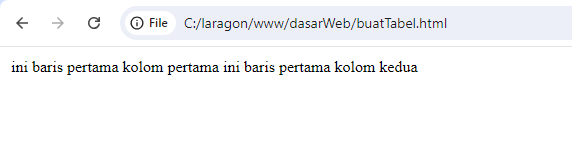 File C:/laragon/www/dasarWeb/buatTabel.html
ini baris pertama kolom pertama ini baris pertama kolom kedua